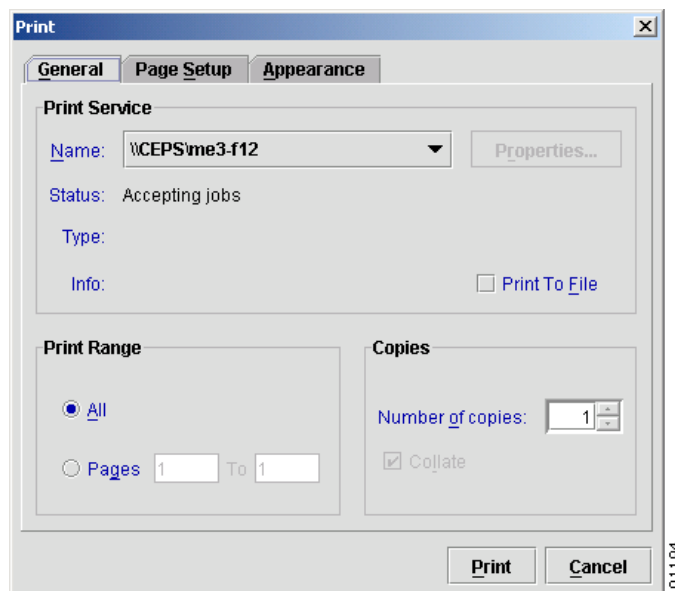 Print
General Page Setup Appearance
Print Service
Name: \\CEPS\me3-f12 Properties...
Status: Accepting jobs
Type:
Info: Print To File
Print Range Copies
All
Number of copies: 1
Pages 1 To 1 Collate
Print Cancel